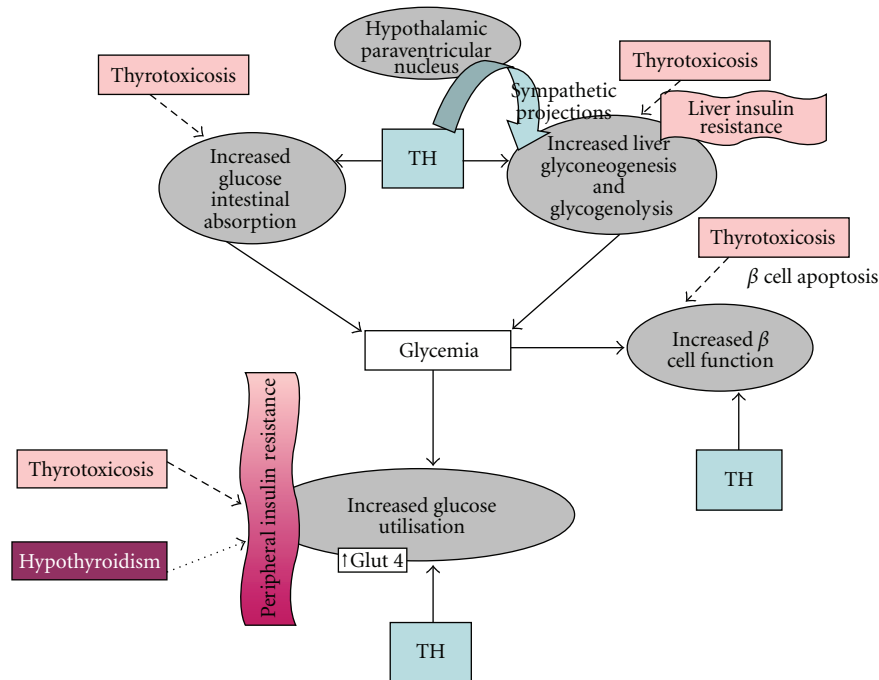 Hypothalamic
paraventricular
nucleus
Thyrotoxicosis
Thyrotoxicosis
Sympathetic
projections
Liver insulin
resistance
Increased
glucose
intestinal
absorption
TH
Increased liver
glyconeogenesis
and
glycogenolysis
Thyrotoxicosis
β cell apoptosis
Glycemia
Increased β
cell function
Peripheral insulin resistance
Thyrotoxicosis
TH
Increased glucose
utilisation
Hypothyroidism
↑Glut 4
TH